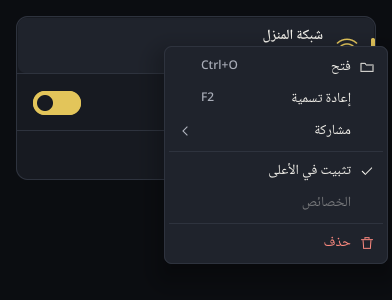 شبكة المنزل
فتح Ctrl+O
إعادة تسمية F2
مشاركة
تثبيت في الأعلى
الخصائص
حذف